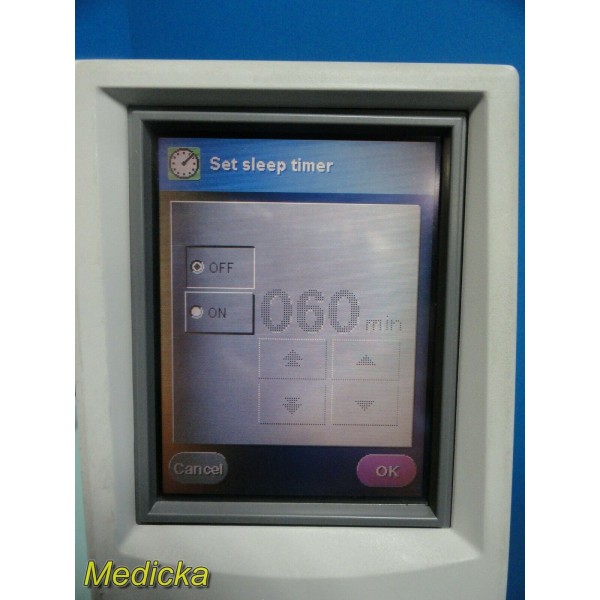 Set sleep timer
OFF
ON
060 min
Cancel
OK
Medicka